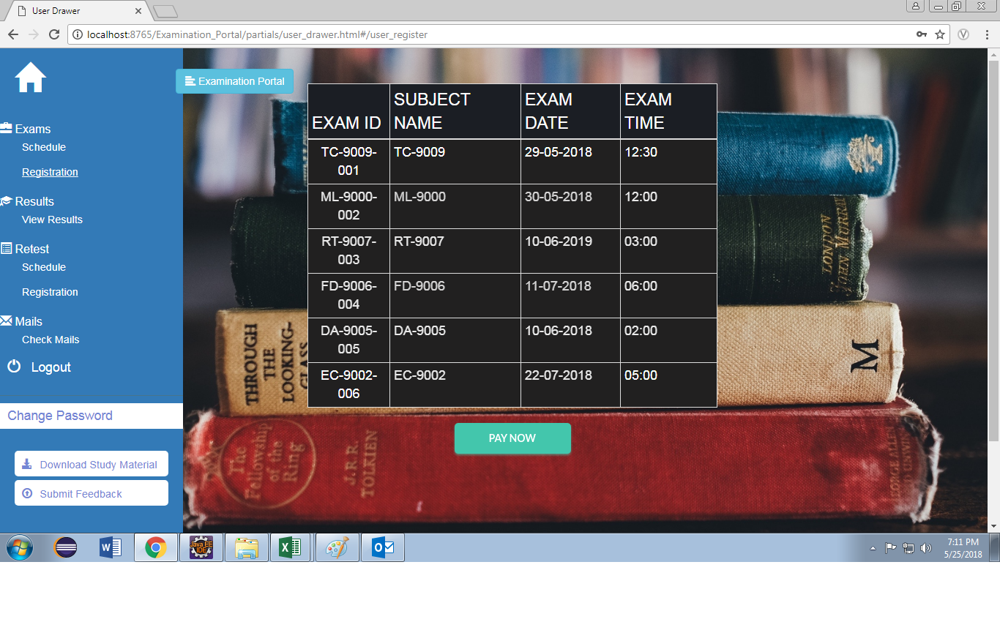 User Drawer
localhost:8765/Examination_Portal/partials/user_drawer.html#/user_register
Examination Portal
Exams
Schedule
Registration
Results
View Results
Retest
Schedule
Registration
Mails
Check Mails
Logout
Change Password
Download Study Material
Submit Feedback
EXAM ID SUBJECT NAME EXAM DATE EXAM TIME
TC-9009-001 TC-9009 29-05-2018 12:30
ML-9000-002 ML-9000 30-05-2018 12:00
RT-9007-003 RT-9007 10-06-2019 03:00
FD-9006-004 FD-9006 11-07-2018 06:00
DA-9005-005 DA-9005 10-06-2018 02:00
EC-9002-006 EC-9002 22-07-2018 05:00
PAY NOW
LONDON
JOHN MURRAY
THROUGH
THE
LOOKING-
M
The
Fellowship
of the
Ring
J.R.R.
TOLKIEN
Java EE
IDE
7:11 PM
5/25/2018